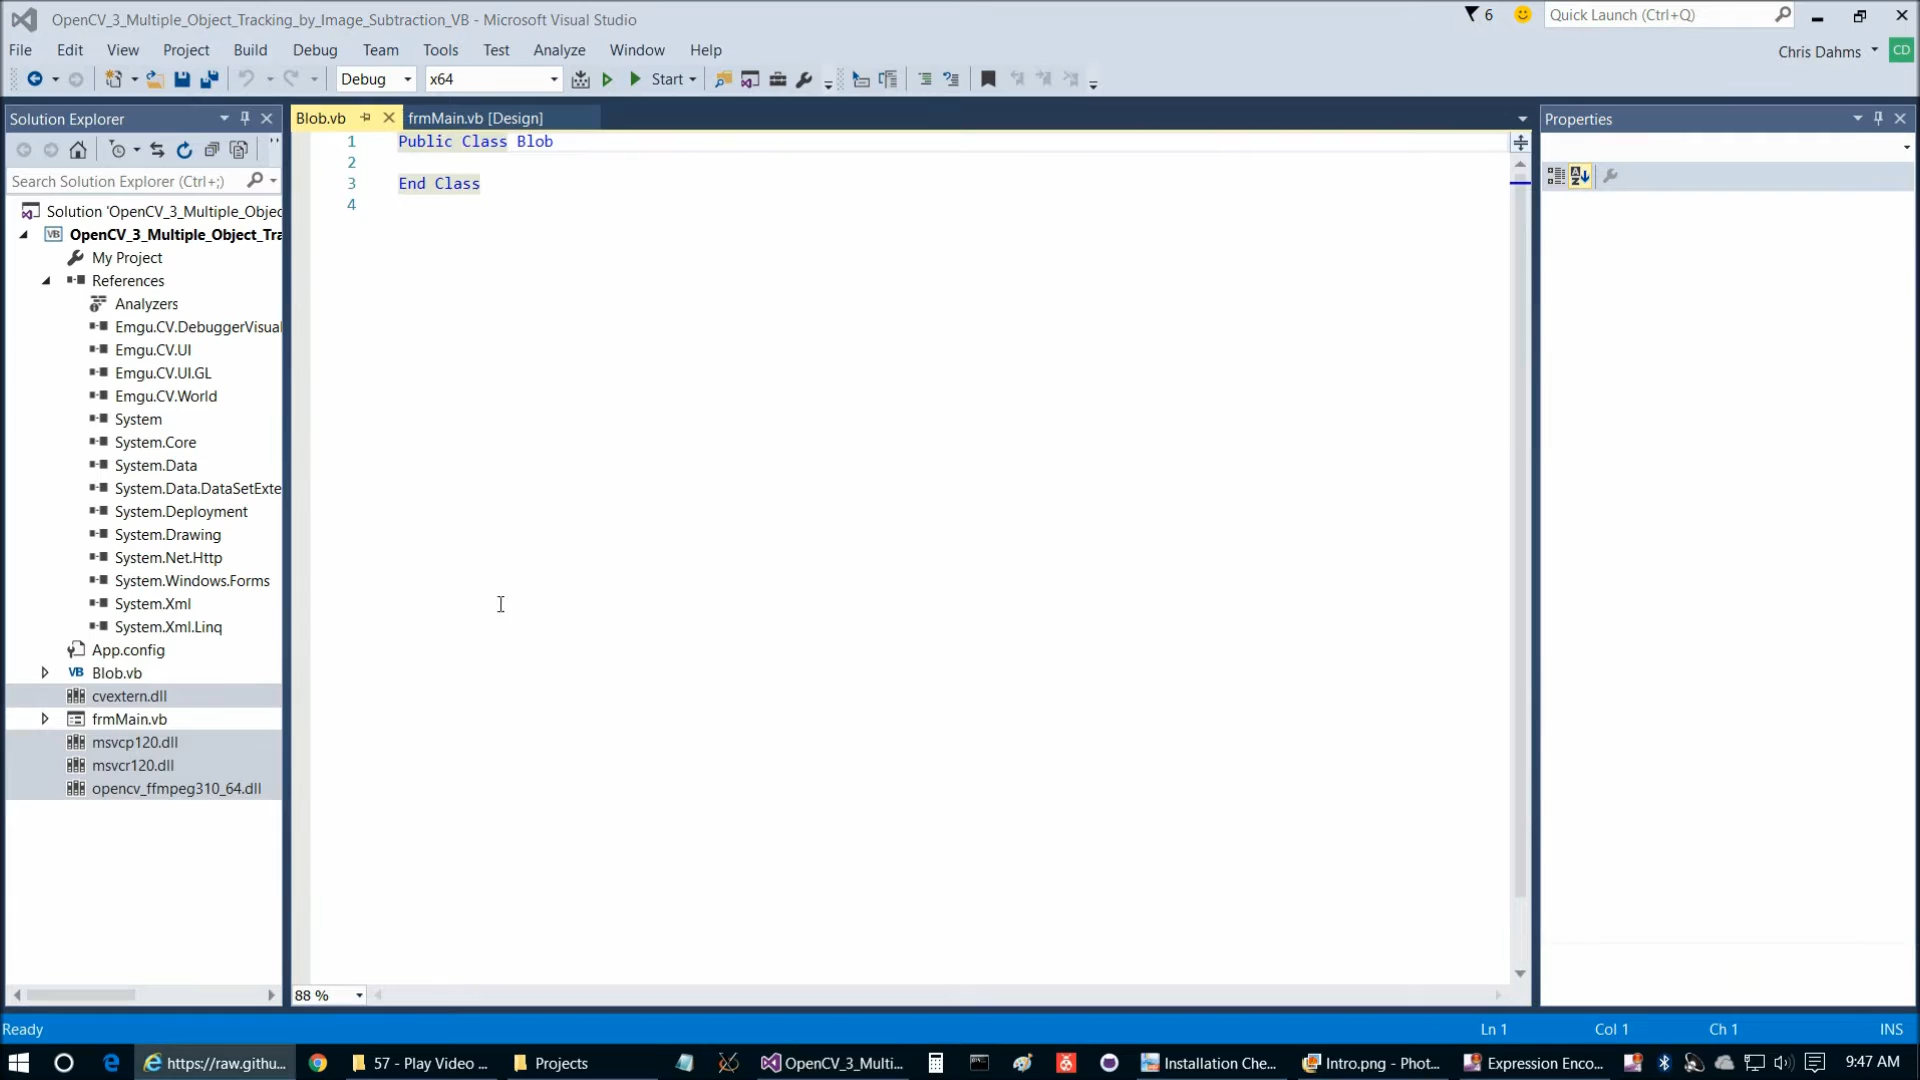 OpenCV_3_Multiple_Object_Tracking_by_Image_Subtraction_VB - Microsoft Visual Studio
6
Quick Launch (Ctrl+Q)
File Edit View Project Build Debug Team Tools Test Analyze Window Help
Chris Dahms CD
Debug x64 Start
Solution Explorer
Blob.vb frmMain.vb [Design]
Properties
Search Solution Explorer (Ctrl+;)
Solution 'OpenCV_3_Multiple_Objec
VB OpenCV_3_Multiple_Object_Tra
My Project
References
Analyzers
Emgu.CV.DebuggerVisual
Emgu.CV.UI
Emgu.CV.UI.GL
Emgu.CV.World
System
System.Core
System.Data
System.Data.DataSetExte
System.Deployment
System.Drawing
System.Net.Http
System.Windows.Forms
System.Xml
System.Xml.Linq
App.config
VB Blob.vb
cvextern.dll
frmMain.vb
msvcp120.dll
msvcr120.dll
opencv_ffmpeg310_64.dll
1 Public Class Blob
2
3 End Class
4
88 %
Ready
Ln 1 Col 1 Ch 1 INS
https://raw.githu... 57 - Play Video ... Projects OpenCV_3_Multi... Installation Che... Intro.png - Phot... Expression Enco... 9:47 AM